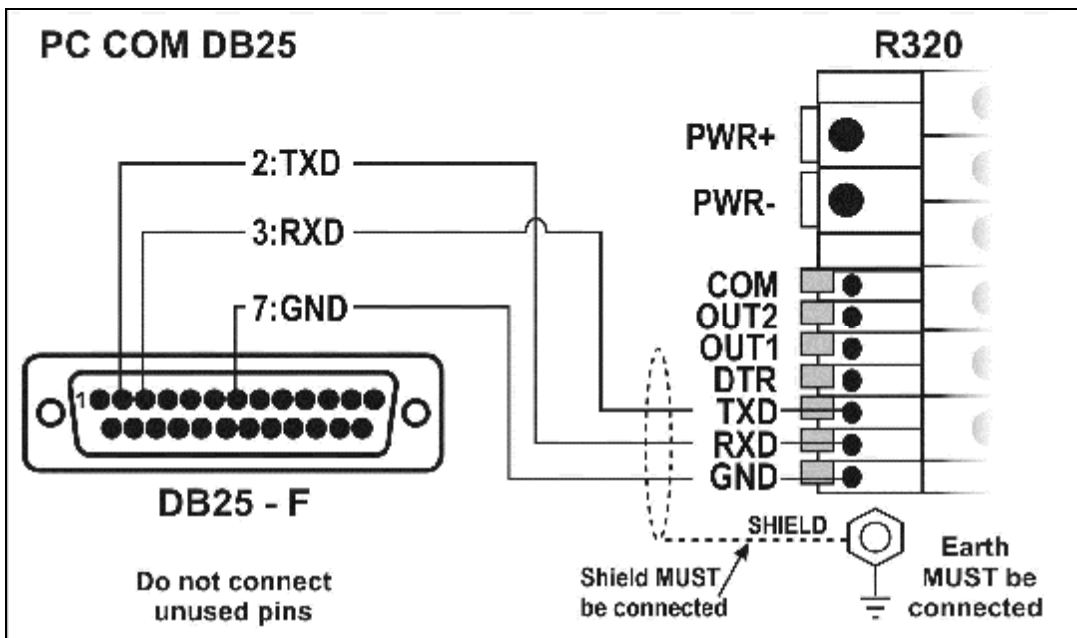 PC COM DB25
R320
PWR+
2:TXD
PWR-
3:RXD
COM
7:GND
OUT2
OUT1
DTR
1
TXD
RXD
GND
DB25 - F
SHIELD
Do not connect
unused pins
Shield MUST
be connected
Earth
MUST be
connected